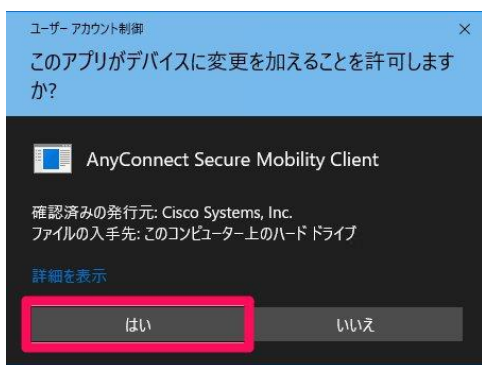 ユーザー アカウント制御
このアプリがデバイスに変更を加えることを許可します
か?
AnyConnect Secure Mobility Client
確認済みの発行元: Cisco Systems, Inc.
ファイルの入手先: このコンピューター上のハード ドライブ
詳細を表示
はい
いいえ